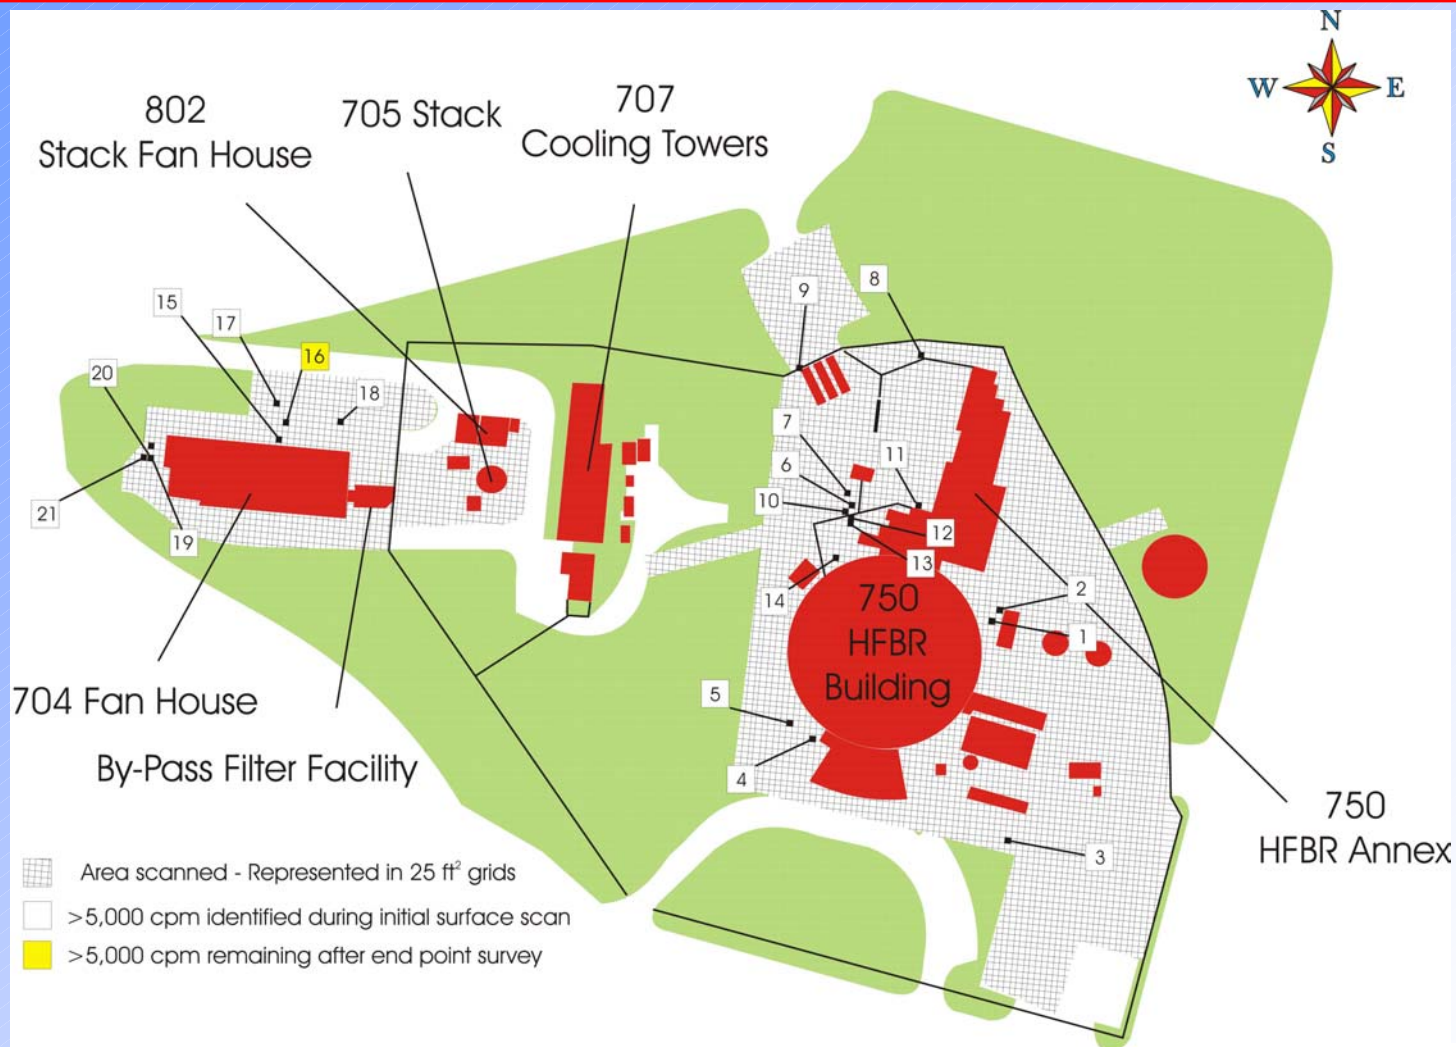 N
W E
S
802
Stack Fan House
705 Stack
707
Cooling Towers
15
17
16
20
18
21
19
9
8
7
6
11
10
12
13
14
2
1
750
HFBR
Building
5
4
3
704 Fan House
By-Pass Filter Facility
750
HFBR Annex
Area scanned - Represented in 25 ft² grids
>5,000 cpm identified during initial surface scan
>5,000 cpm remaining after end point survey